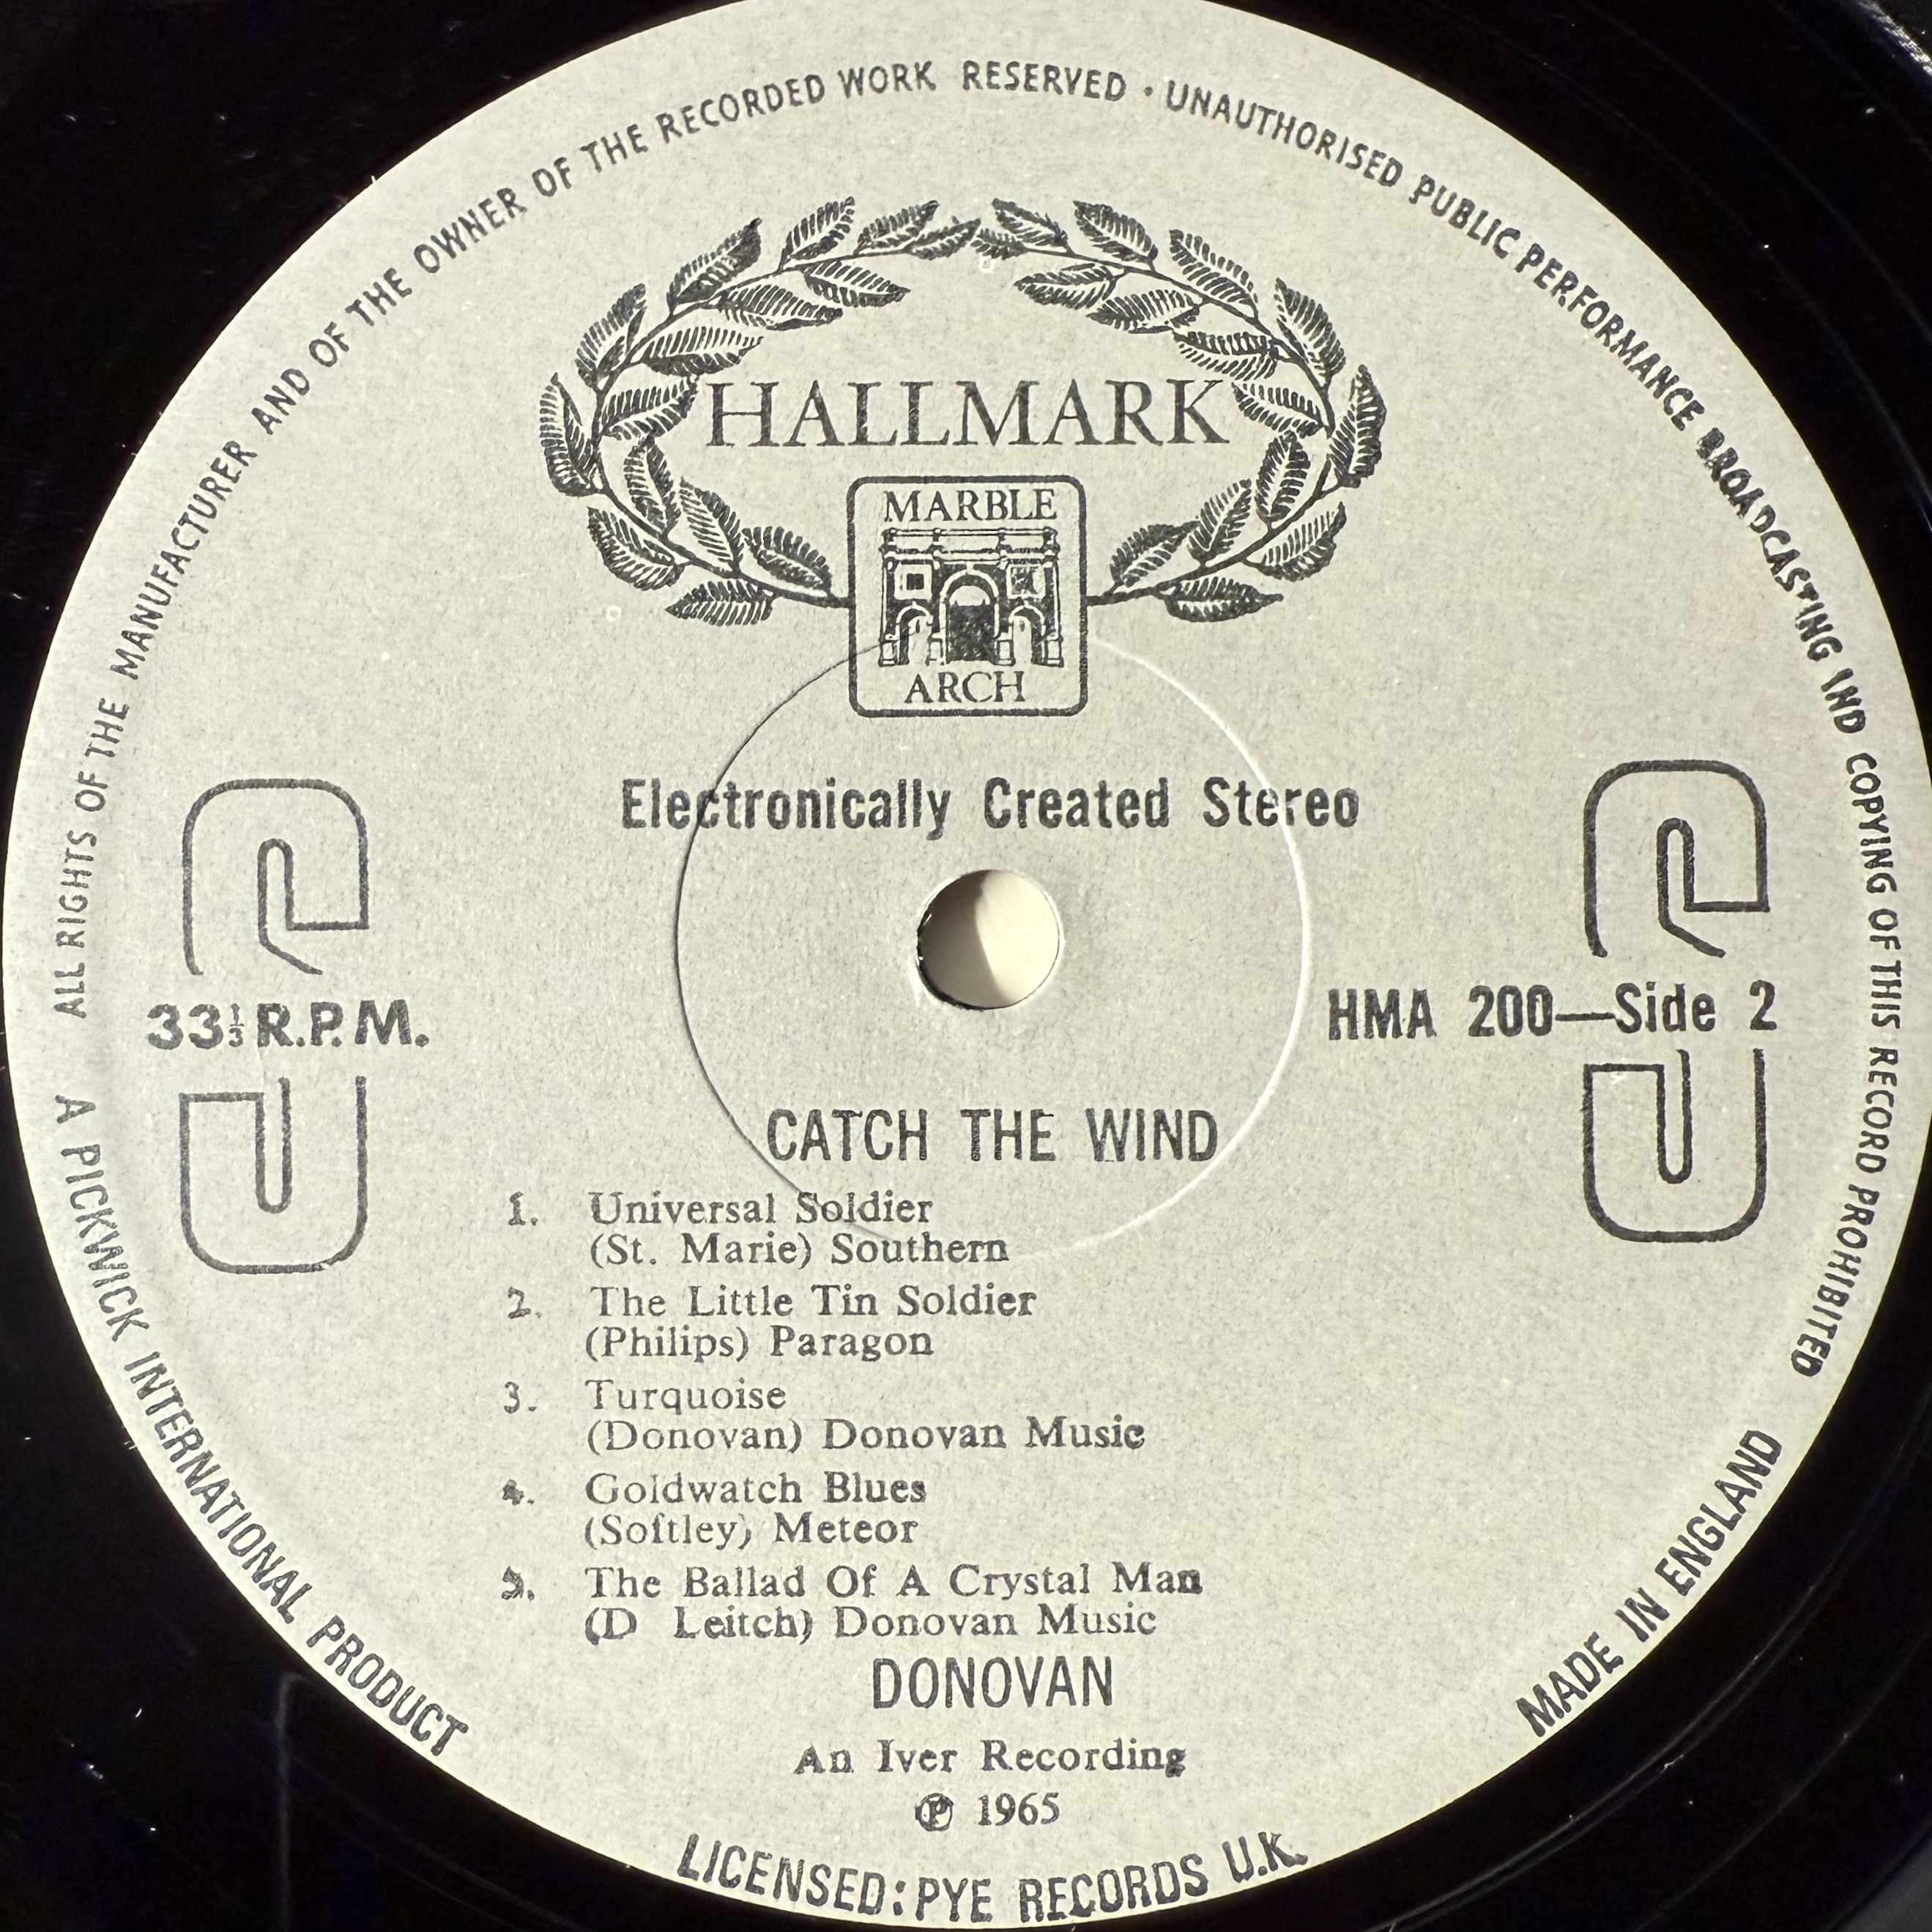 ALL RIGHTS OF THE MANUFACTURER AND OF THE OWNER OF THE RECORDED WORK RESERVED · UNAUTHORISED PUBLIC PERFORMANCE BROADCASTING AND COPYING OF THIS RECORD PROHIBITED
HALLMARK
MARBLE
ARCH
Electronically Created Stereo
S
S
33⅓ R.P.M.
HMA 200—Side 2
CATCH THE WIND
1. Universal Soldier
(St. Marie) Southern
2. The Little Tin Soldier
(Philips) Paragon
3. Turquoise
(Donovan) Donovan Music
4. Goldwatch Blues
(Softley) Meteor
5. The Ballad Of A Crystal Man
(D Leitch) Donovan Music
DONOVAN
An Iver Recording
℗ 1965
A PICKWICK INTERNATIONAL PRODUCT
LICENSED: PYE RECORDS U.K.
MADE IN ENGLAND